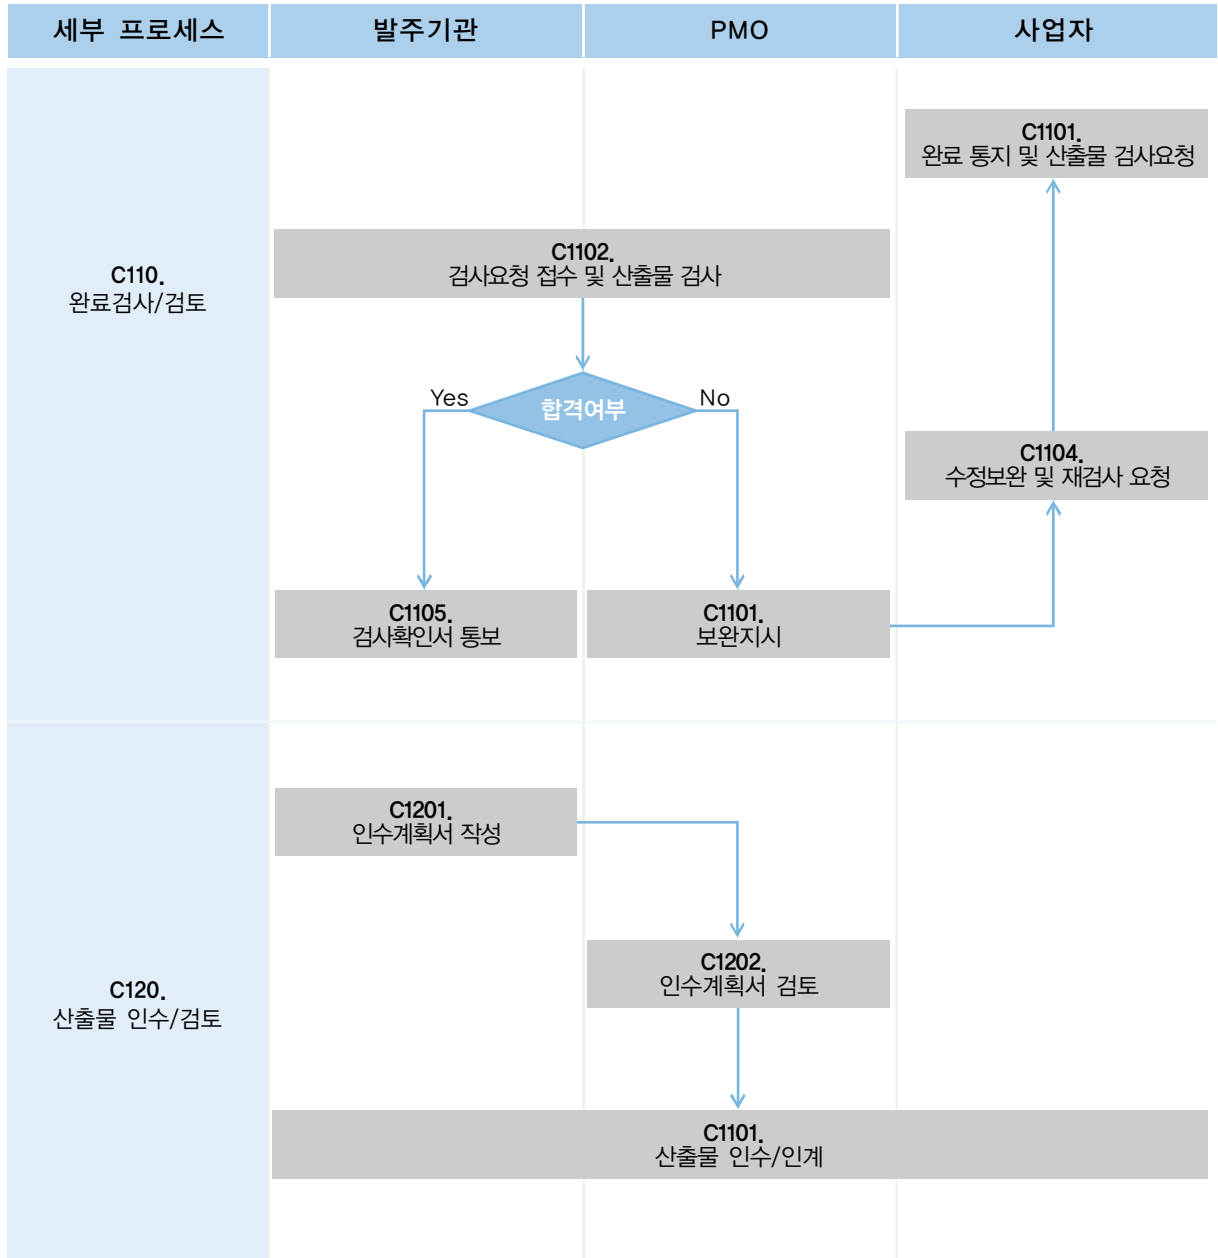 세부 프로세스
발주기관
PMO
사업자
C110.
완료검사/검토
C1101.
완료 통지 및 산출물 검사요청
C1102.
검사요청 접수 및 산출물 검사
합격여부
Yes
No
C1104.
수정보완 및 재검사 요청
C1105.
검사확인서 통보
C1101.
보완지시
C120.
산출물 인수/검토
C1201.
인수계획서 작성
C1202.
인수계획서 검토
C1101.
산출물 인수/인계